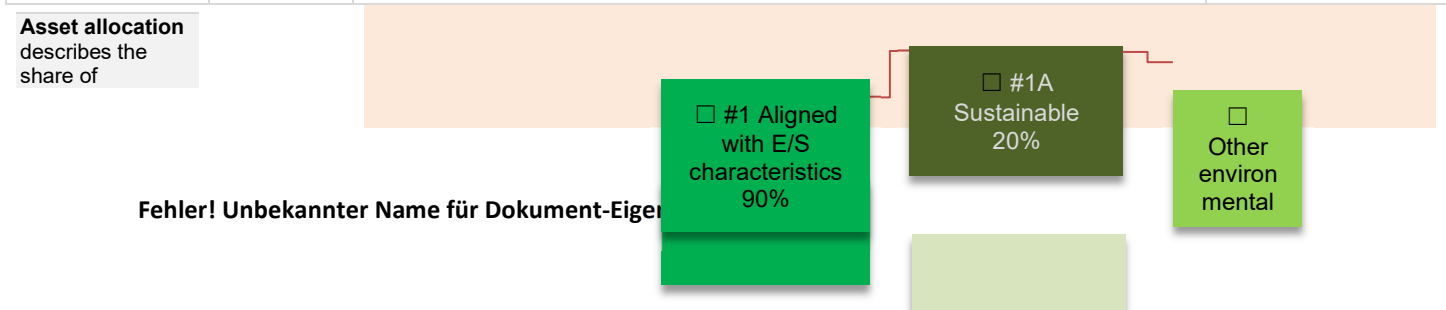 Asset allocation
describes the
share of
☐ #1 Aligned
with E/S
characteristics
90%
☐ #1A
Sustainable
20%
☐
Other
environ
mental
Fehler! Unbekannter Name für Dokument-Eiger